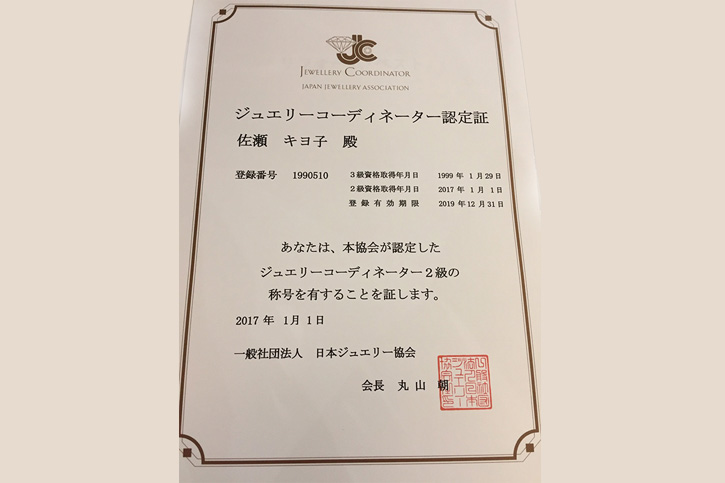 JC
JEWELLERY COORDINATOR
JAPAN JEWELLERY ASSOCIATION
ジュエリーコーディネーター認定証
佐瀬 キヨ子 殿
登録番号 1990510 3級資格取得年月日 1999 年 1 月 29 日
2級資格取得年月日 2017 年 1 月 1 日
登録有効期限 2019 年 12 月 31 日
あなたは、本協会が認定した
ジュエリーコーディネーター2級の
称号を有することを証します。
2017 年 1月 1日
一般社団法人 日本ジュエリー協会
会長 丸山 朝